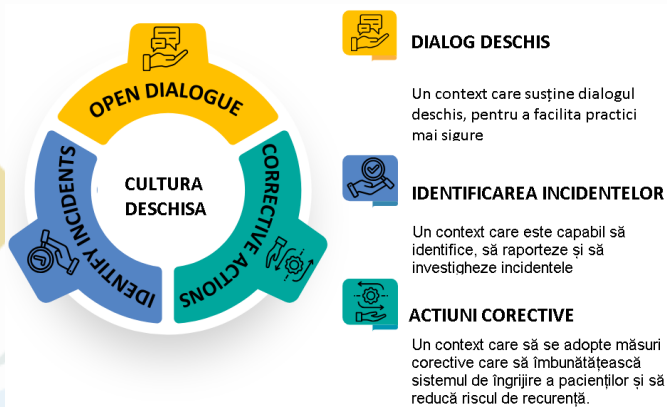 OPEN DIALOGUE
IDENTIFY INCIDENTS
CORRECTIVE ACTIONS
CULTURA
DESCHISA
DIALOG DESCHIS
Un context care susține dialogul
deschis, pentru a facilita practici
mai sigure
IDENTIFICAREA INCIDENTELOR
Un context care este capabil să
identifice, să raporteze și să
investigheze incidentele
ACTIUNI CORECTIVE
Un context care să se adopte măsuri
corective care să îmbunătățească
sistemul de îngrijire a pacienților și să
reducă riscul de recurență.